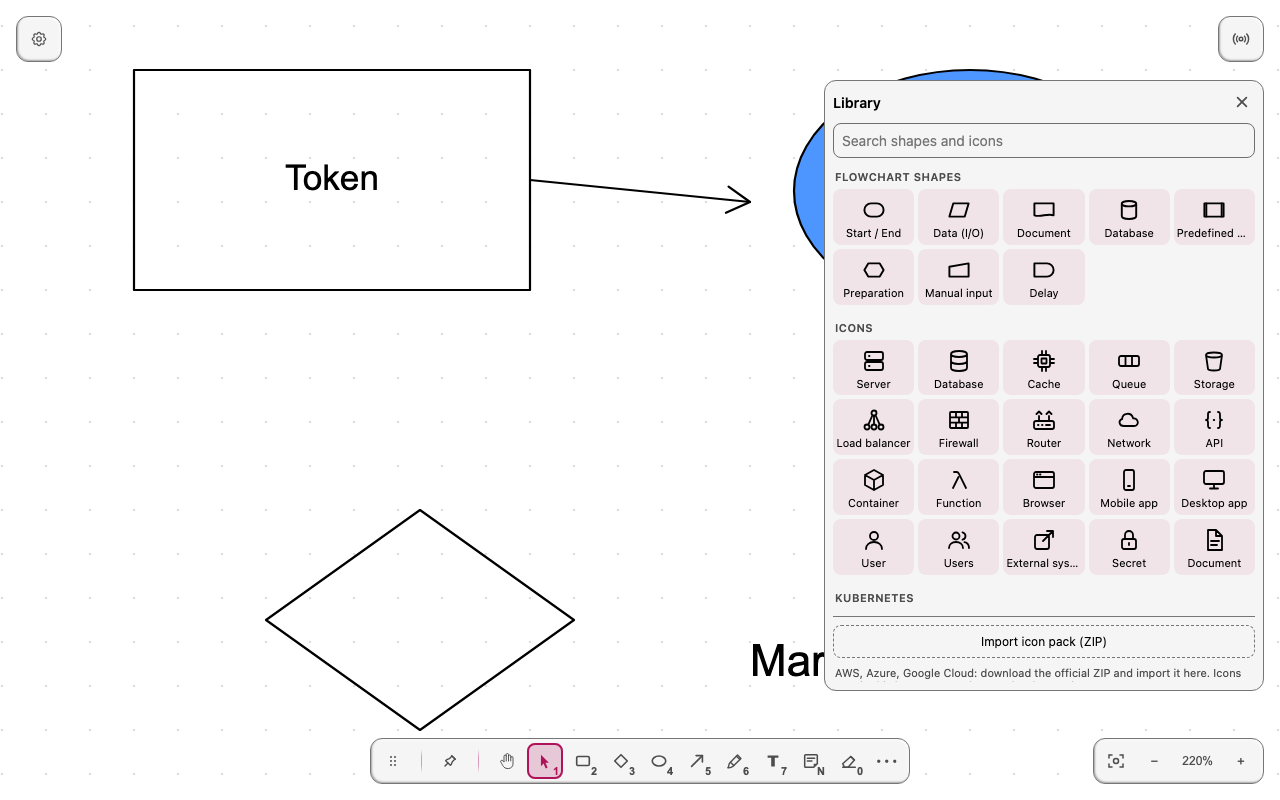 Token
Mar
Library
Search shapes and icons
FLOWCHART SHAPES
Start / End
Data (I/O)
Document
Database
Predefined ...
Preparation
Manual input
Delay
ICONS
Server
Database
Cache
Queue
Storage
Load balancer
Firewall
Router
Network
API
Container
Function
Browser
Mobile app
Desktop app
User
Users
External sys...
Secret
Document
KUBERNETES
Import icon pack (ZIP)
AWS, Azure, Google Cloud: download the official ZIP and import it here. Icons
1
2
3
4
5
6
T 7
N
0
− 220% +